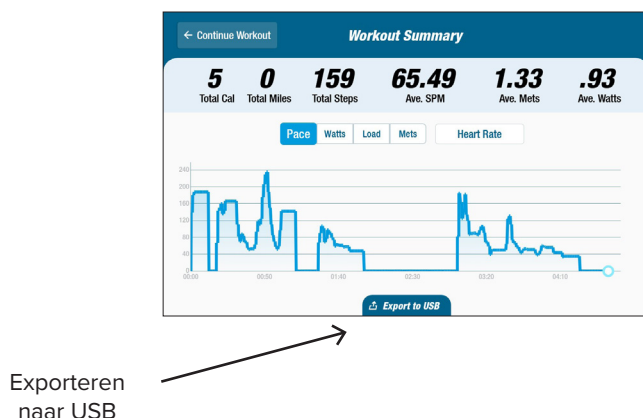 ← Continue Workout
Workout Summary
5 0 159 65.49 1.33 .93
Total Cal Total Miles Total Steps Ave. SPM Ave. Mets Ave. Watts
Pace Watts Load Mets Heart Rate
240
200
160
120
80
40
0
00:00 00:50 01:40 02:30 03:20 04:10
Export to USB
Exporteren
naar USB